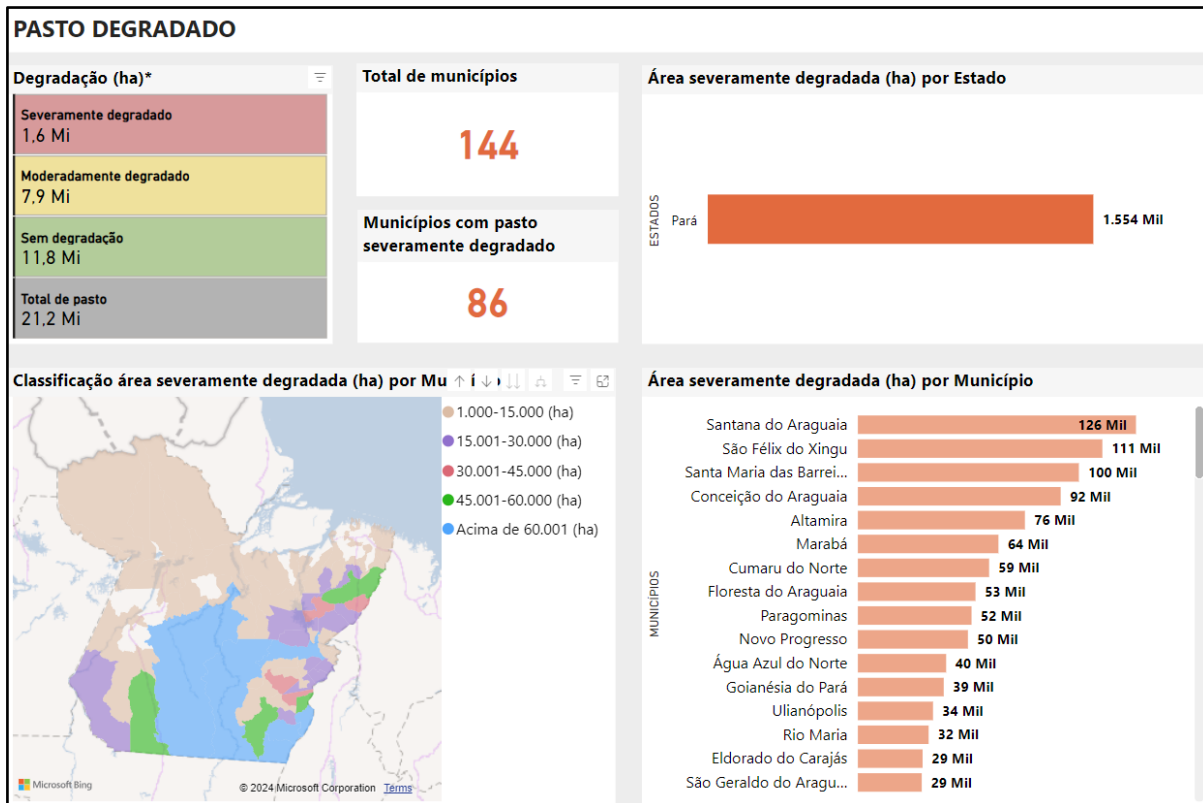 PASTO DEGRADADO
Degradação (ha)*
Severamente degradado
1,6 Mi
Moderadamente degradado
7,9 Mi
Sem degradação
11,8 Mi
Total de pasto
21,2 Mi
Total de municípios
144
Municípios com pasto
severamente degradado
86
Área severamente degradada (ha) por Estado
ESTADOS
Pará
1.554 Mil
Classificação área severamente degradada (ha) por Mu
1.000-15.000 (ha)
15.001-30.000 (ha)
30.001-45.000 (ha)
45.001-60.000 (ha)
Acima de 60.001 (ha)
Microsoft Bing
© 2024 Microsoft Corporation Terms
Área severamente degradada (ha) por Município
MUNICÍPIOS
Santana do Araguaia 126 Mil
São Félix do Xingu 111 Mil
Santa Maria das Barrei... 100 Mil
Conceição do Araguaia 92 Mil
Altamira 76 Mil
Marabá 64 Mil
Cumaru do Norte 59 Mil
Floresta do Araguaia 53 Mil
Paragominas 52 Mil
Novo Progresso 50 Mil
Água Azul do Norte 40 Mil
Goianésia do Pará 39 Mil
Ulianópolis 34 Mil
Rio Maria 32 Mil
Eldorado do Carajás 29 Mil
São Geraldo do Aragu... 29 Mil